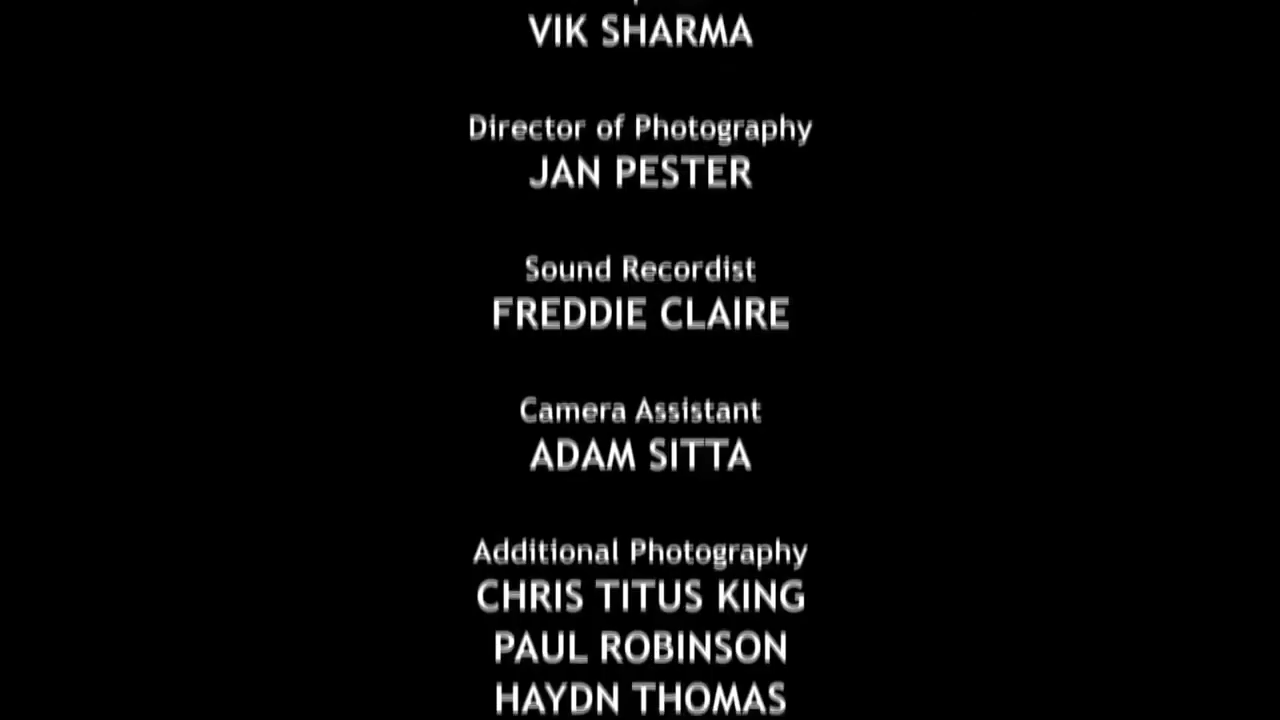 VIK SHARMA
Director of Photography
JAN PESTER
Sound Recordist
FREDDIE CLAIRE
Camera Assistant
ADAM SITTA
Additional Photography
CHRIS TITUS KING
PAUL ROBINSON
HAYDN THOMAS